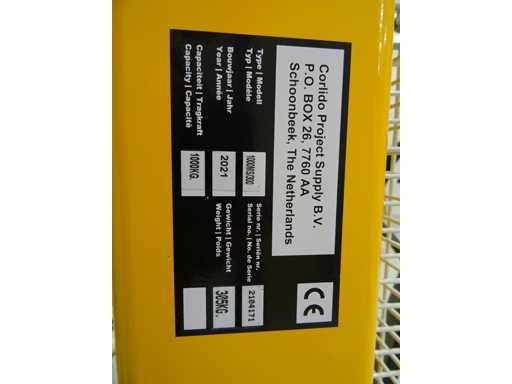 Corlido Project Supply B.V.
P.O. BOX 26, 7760 AA
Schoonbeek, The Netherlands
CE
Type | Modell
Typ | Modèle
Serie nr. | Seriën nr.
Serial no. | No. de Serie
2104171
Bouwjaar | Jahr
Year | Année
2021
Gewicht | Gewicht
Weight | Poids
305KG.
Capaciteit | Tragkraft
Capacity | Capacité
1000KG.